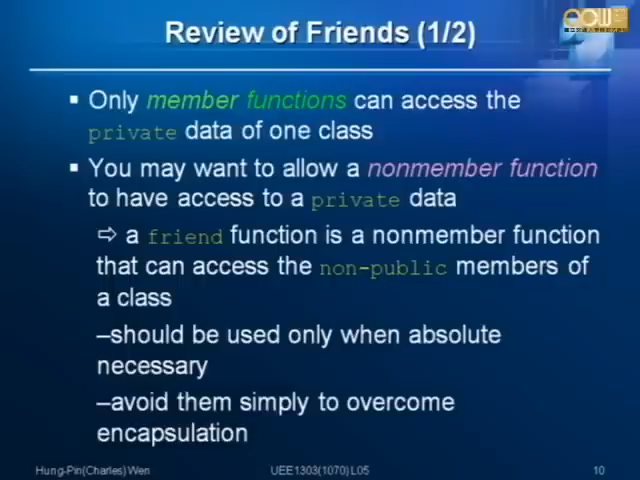 Review of Friends (1/2)
▪ Only member functions can access the
private data of one class
▪ You may want to allow a nonmember function
to have access to a private data
⇨ a friend function is a nonmember function
that can access the non-public members of
a class
–should be used only when absolute
necessary
–avoid them simply to overcome
encapsulation
Hung-Pin(Charles) Wen UEE1303(1070) L05 10